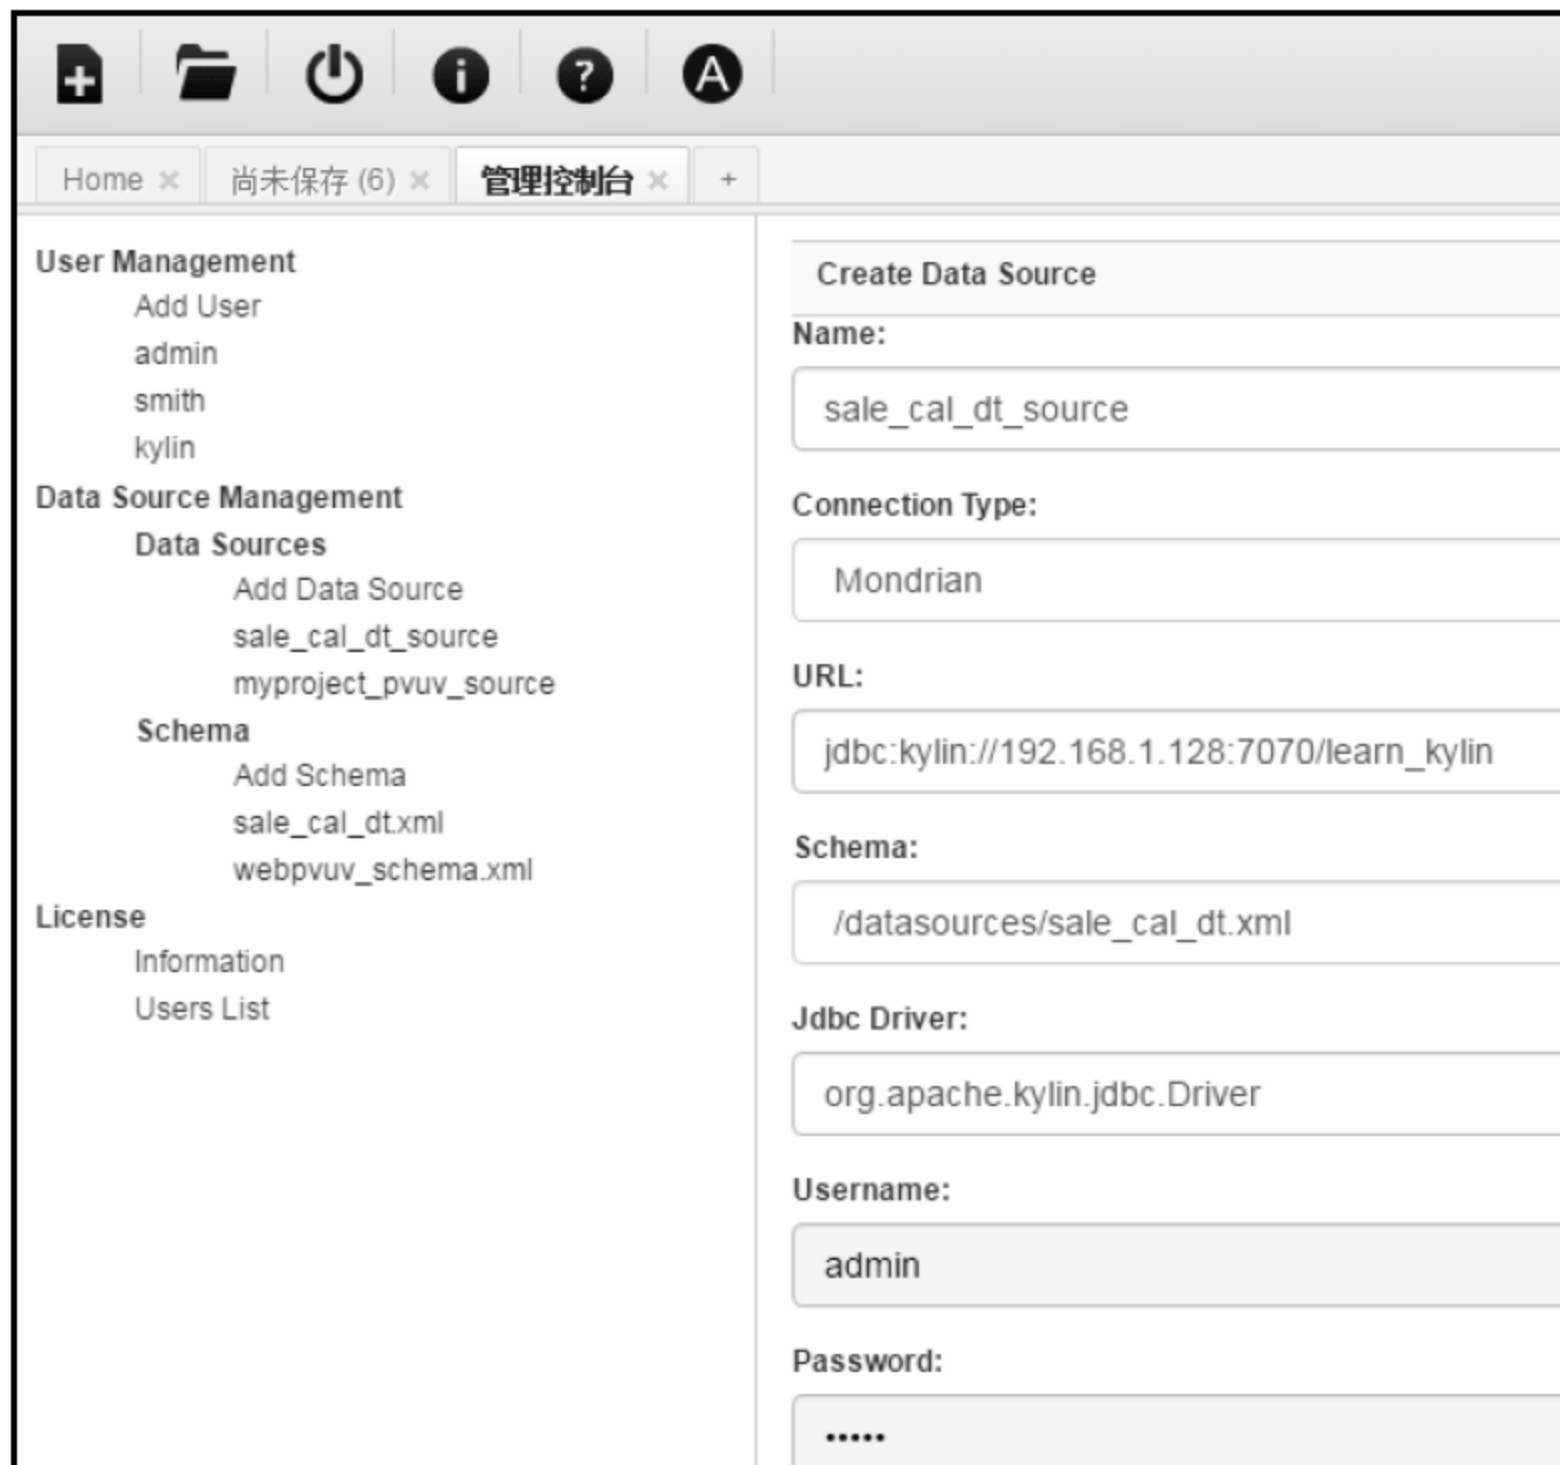 Home × 尚未保存 (6) × 管理控制台 × +
User Management
Add User
admin
smith
kylin
Data Source Management
Data Sources
Add Data Source
sale_cal_dt_source
myproject_pvuv_source
Schema
Add Schema
sale_cal_dt.xml
webpvuv_schema.xml
License
Information
Users List
Create Data Source
Name:
sale_cal_dt_source
Connection Type:
Mondrian
URL:
jdbc:kylin://192.168.1.128:7070/learn_kylin
Schema:
/datasources/sale_cal_dt.xml
Jdbc Driver:
org.apache.kylin.jdbc.Driver
Username:
admin
Password:
•••••